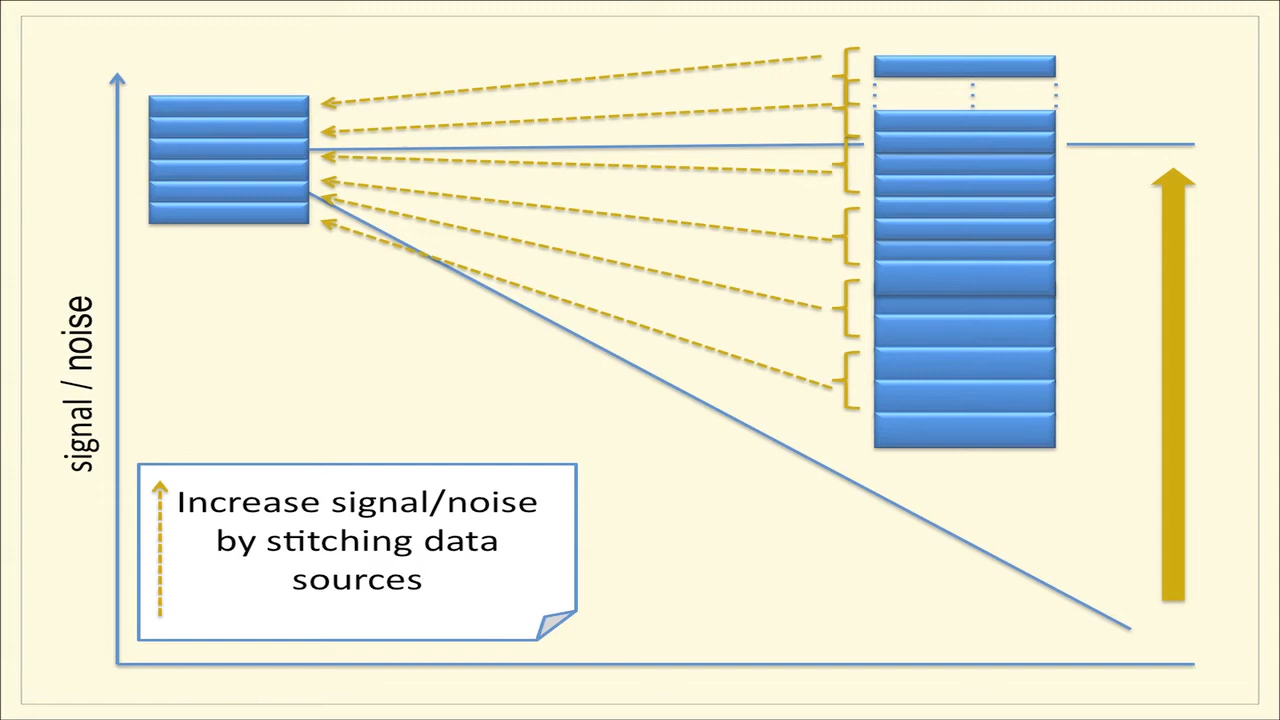 signal / noise
Increase signal/noise
by stitching data
sources